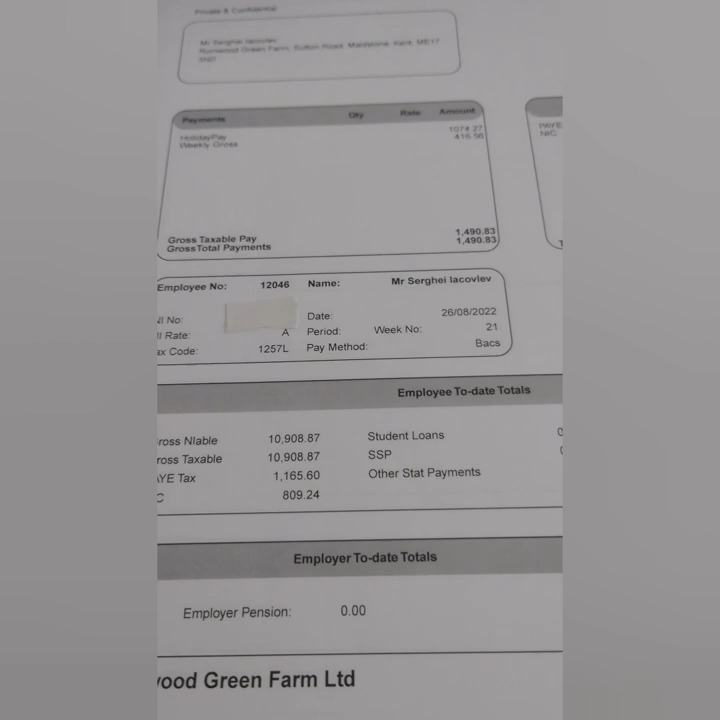 Private & Confidential
Mr Serghei Iacovlev
Green Farm, Sutton Road, Maidstone, Kent, ME17
Payments Qty Rate Amount
HolidayPay 1074.27
Weekly Gross 416.56
Gross Taxable Pay 1,490.83
Gross Total Payments 1,490.83
PAYE
NIC
T
Employee No: 12046 Name: Mr Serghei Iacovlev
NI No: Date: 26/08/2022
II Rate: A Period: Week No: 21
ax Code: 1257L Pay Method: Bacs
Employee To-date Totals
ross NIable 10,908.87 Student Loans 0
ross Taxable 10,908.87 SSP
AYE Tax 1,165.60 Other Stat Payments
C 809.24
Employer To-date Totals
Employer Pension: 0.00
wood Green Farm Ltd